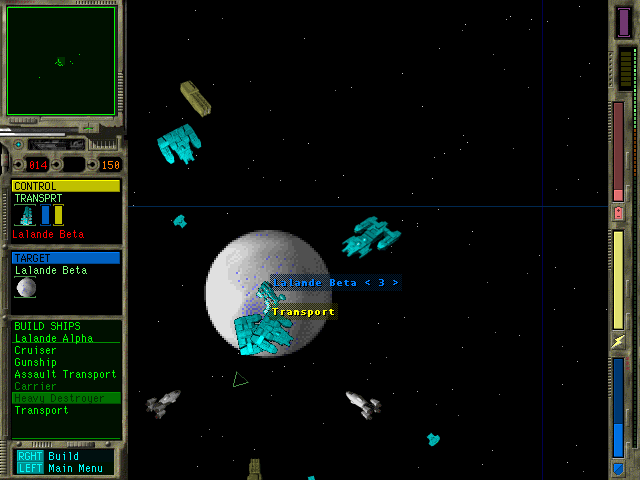 014 150
CONTROL
TRANSPRT
Lalande Beta
TARGET
Lalande Beta
BUILD SHIPS
Lalande Alpha
Cruiser
Gunship
Assault Transport
Carrier
Heavy Destroyer
Transport
RGHT Build
LEFT Main Menu
Lalande Beta < 3 >
Transport